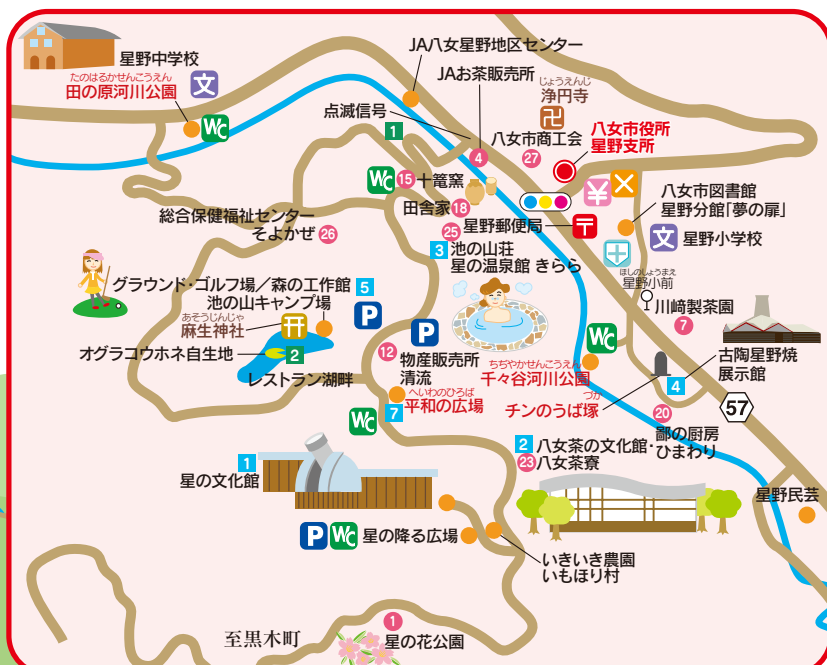 星野中学校
文
たのはるかせんこうえん
田の原河川公園
WC
JA八女星野地区センター
JAお茶販売所
じょうえんじ
浄円寺
卍
点滅信号
1
4
八女市商工会
27
八女市役所
星野支所
WC
15
十篭窯
田舎家
18
¥
八女市図書館
星野分館「夢の扉」
総合保健福祉センター
そよかぜ
26
25
星野郵便局
〒
文
星野小学校
3
池の山荘
星の温泉館 きらら
ほしのしょうまえ
星野小前
グラウンド・ゴルフ場/森の工作館
5
池の山キャンプ場
P
P
川﨑製茶園
7
あそうじんじゃ
麻生神社
WC
オグラコウホネ自生地
2
レストラン湖畔
12
物産販売所
清流
ちぢやかせんこうえん
千々谷河川公園
古陶星野焼
展示館
4
へいわのひろば
平和の広場
7
づか
チンのうば塚
57
WC
20
鄙の厨房
ひまわり
1
星の文化館
2
八女茶の文化館・
23
八女茶寮
星野民芸
P
WC
星の降る広場
いきいき農園
いもほり村
至黒木町
1
星の花公園